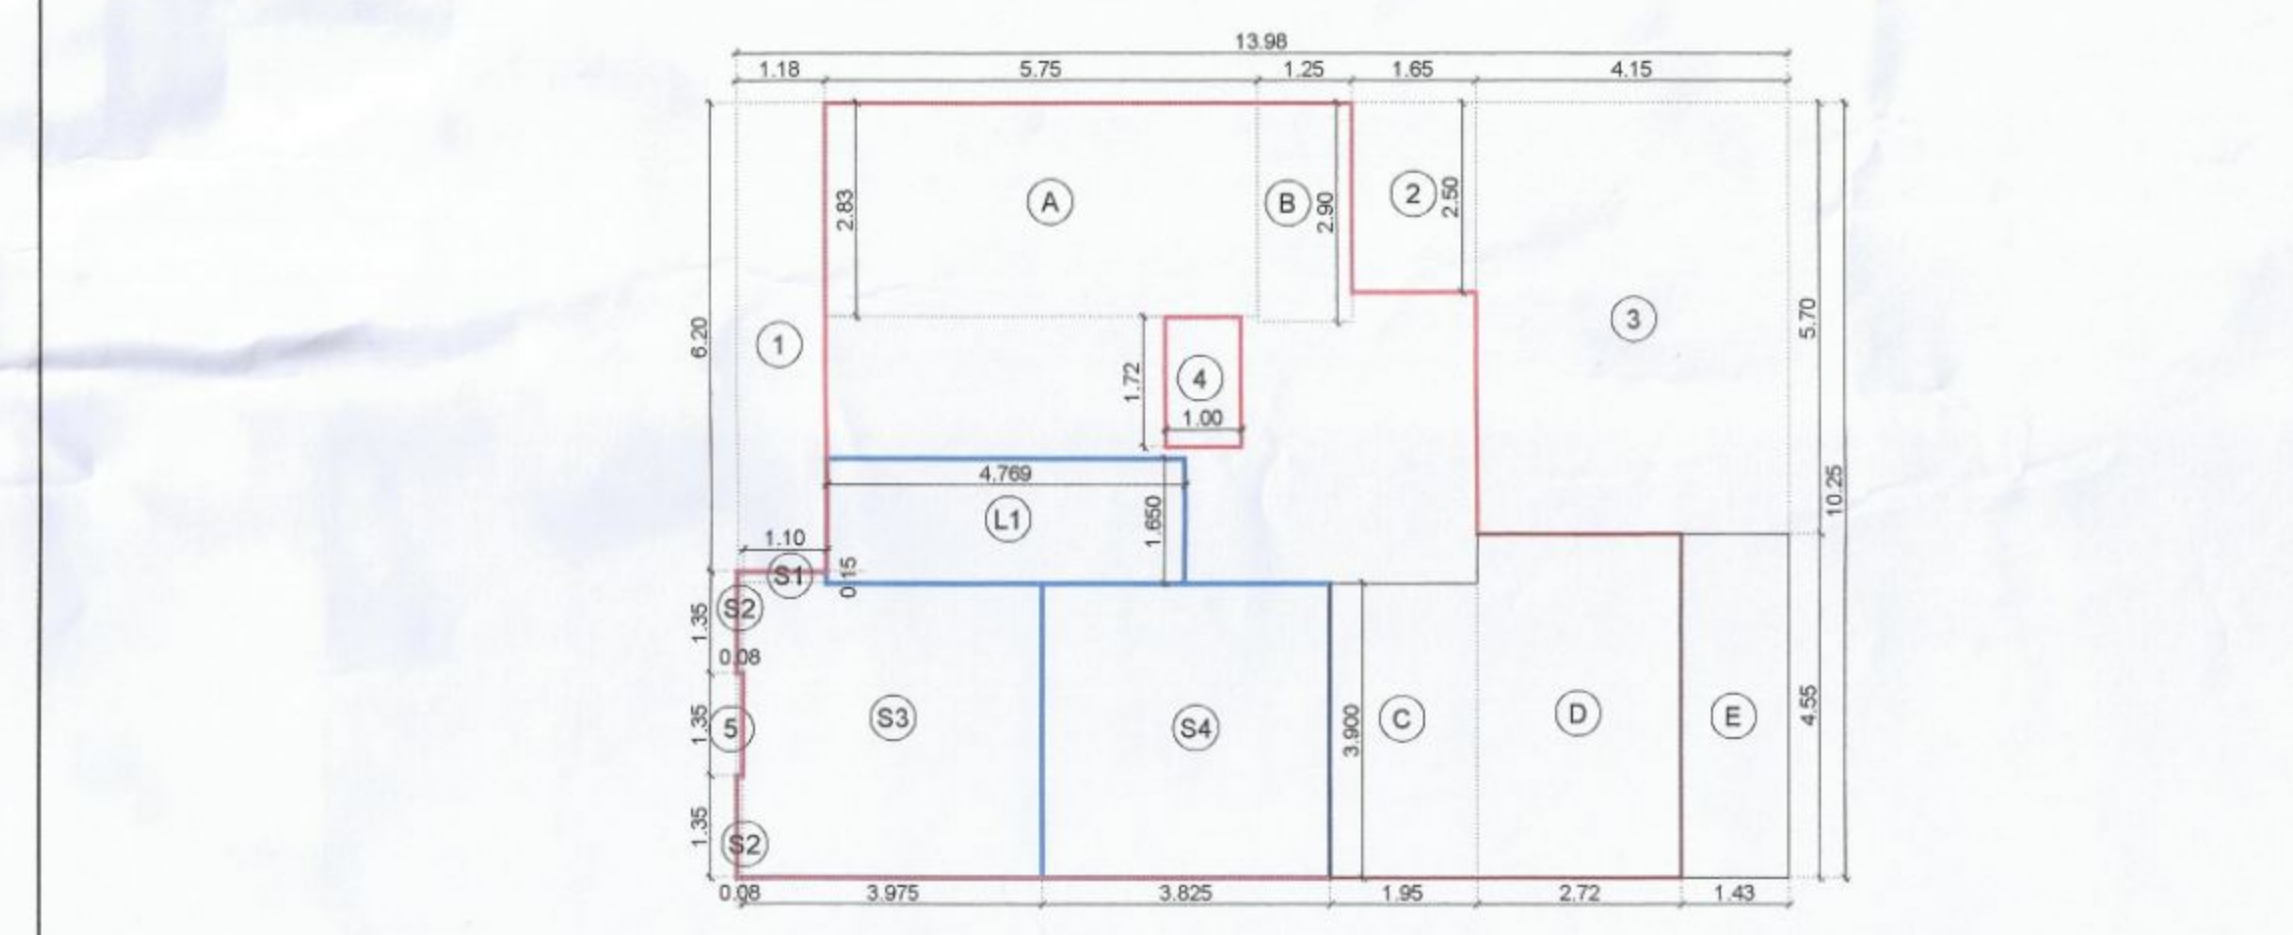 13.98
1.18 5.75 1.25 1.65 4.15
2.83 A B 2.90 2 2.50
6.20 1 3 5.70
1.72 4
1.00
4.769
L1 1.650 10.25
1.10
S1 0.15
S2 1.35
0.08
5 1.35 S3 S4 3.900 C D E 4.55
1.35
S2
0.08 3.975 3.825 1.95 2.72 1.43